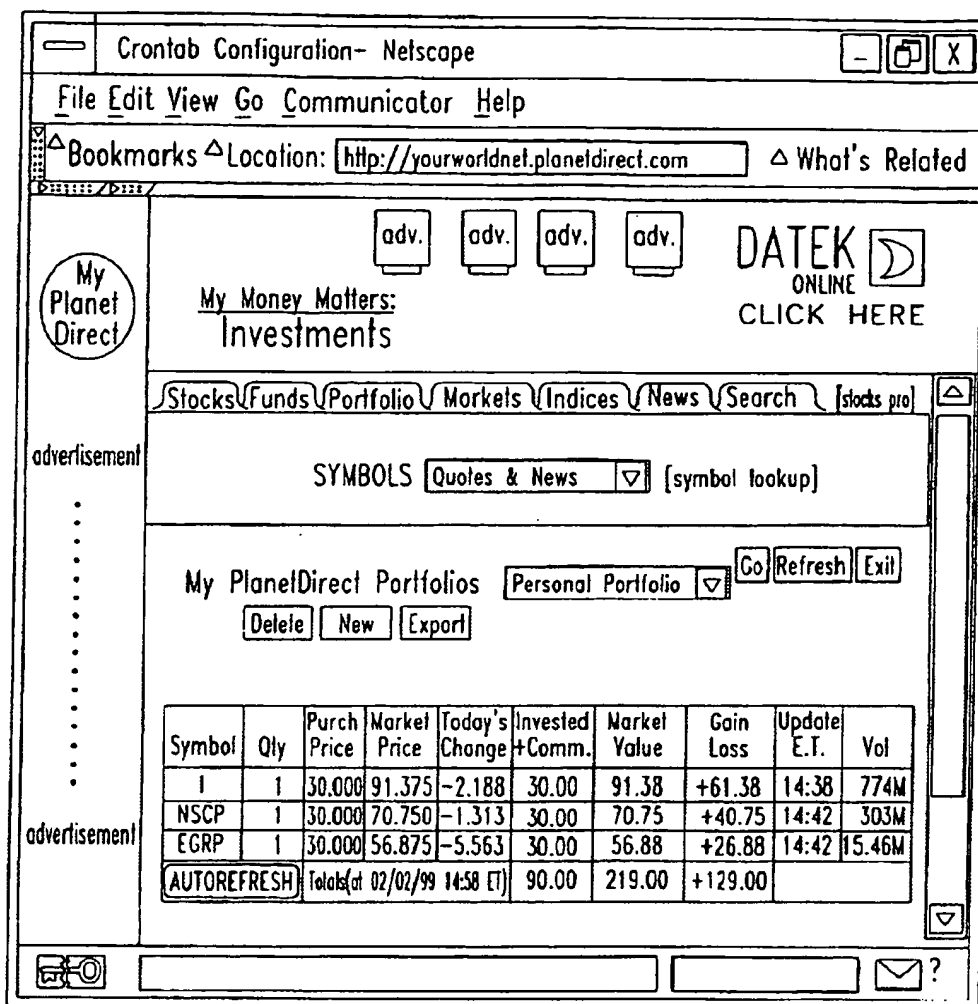 Crontab Configuration- Netscape _ X
File Edit View Go Communicator Help
Bookmarks Location: http://yourworldnet.planetdirect.com What's Related
adv. adv. adv. adv.
DATEK
ONLINE
CLICK HERE
My
Planet
Direct
My Money Matters:
Investments
Stocks Funds Portfolio Markets Indices News Search [stocks pro]
advertisement
SYMBOLS Quotes & News [symbol lookup]
My PlanetDirect Portfolios Personal Portfolio Go Refresh Exit
Delete New Export
Symbol Qty Purch Price Market Price Today's Change Invested +Comm. Market Value Gain Loss Update E.T. Vol
I 1 30.000 91.375 -2.188 30.00 91.38 +61.38 14:38 774M
NSCP 1 30.000 70.750 -1.313 30.00 70.75 +40.75 14:42 303M
EGRP 1 30.000 56.875 -5.563 30.00 56.88 +26.88 14:42 15.46M
AUTOREFRESH Totals(at 02/02/99 14:58 ET) 90.00 219.00 +129.00
advertisement
?